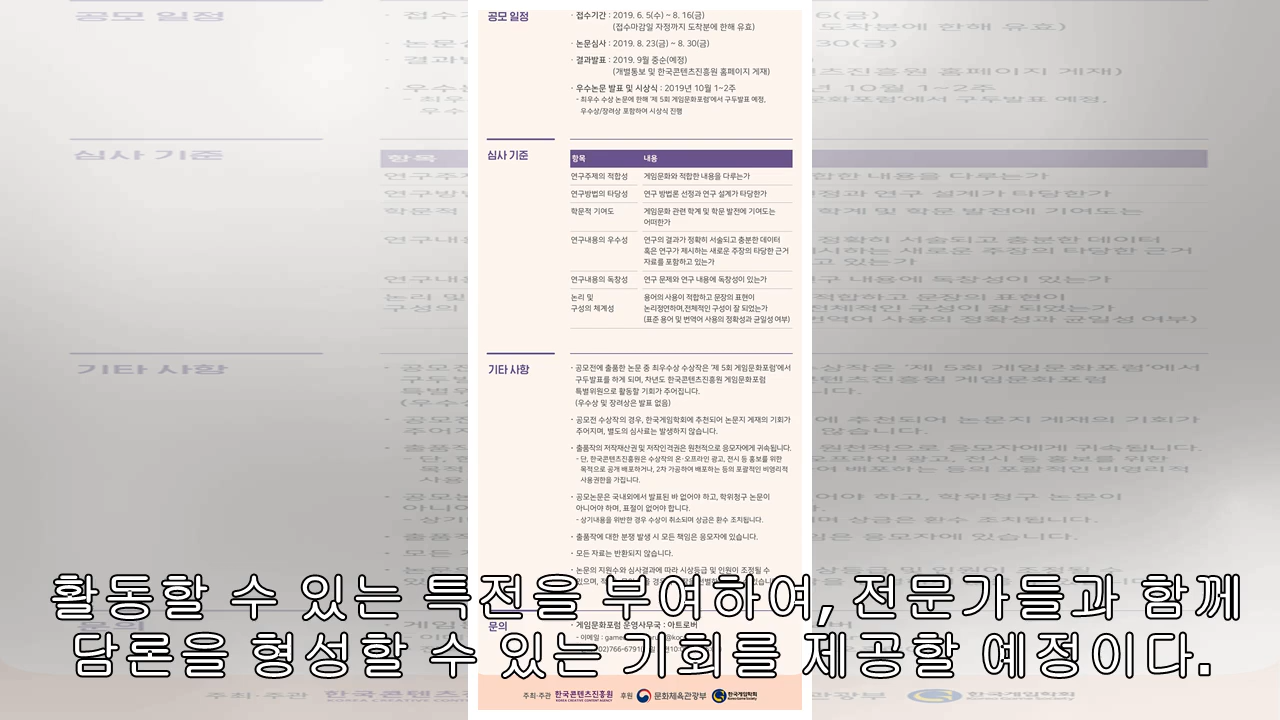 공모 일정
· 접수기간 : 2019. 6. 5(수) ~ 8. 16(금)
(접수마감일 자정까지 도착분에 한해 유효)
· 논문심사 : 2019. 8. 23(금) ~ 8. 30(금)
· 결과발표 : 2019. 9월 중순(예정)
(개별통보 및 한국콘텐츠진흥원 홈페이지 게재)
· 우수논문 발표 및 시상식 : 2019년 10월 1~2주
- 최우수 수상 논문에 한해 '제 5회 게임문화포럼'에서 구두발표 예정,
우수상/장려상 포함하여 시상식 진행
심사 기준
항목 내용
연구주제의 적합성 게임문화와 적합한 내용을 다루는가
연구방법의 타당성 연구 방법론 선정과 연구 설계가 타당한가
학문적 기여도 게임문화 관련 학계 및 학문 발전에 기여도는
어떠한가
연구내용의 우수성 연구의 결과가 정확히 서술되고 충분한 데이터
혹은 연구가 제시하는 새로운 주장의 타당한 근거
자료를 포함하고 있는가
연구내용의 독창성 연구 문제와 연구 내용에 독창성이 있는가
논리 및 용어의 사용이 적합하고 문장의 표현이
구성의 체계성 논리정연하며,전체적인 구성이 잘 되었는가
(표준 용어 및 번역어 사용의 정확성과 균일성 여부)
기타 사항
· 공모전에 출품한 논문 중 최우수상 수상작은 '제 5회 게임문화포럼'에서
구두발표를 하게 되며, 차년도 한국콘텐츠진흥원 게임문화포럼
특별위원으로 활동할 기회가 주어집니다.
(우수상 및 장려상은 발표 없음)
· 공모전 수상작의 경우, 한국게임학회에 추천되어 논문지 게재의 기회가
주어지며, 별도의 심사료는 발생하지 않습니다.
· 출품작의 저작재산권 및 저작인격권은 원천적으로 응모자에게 귀속됩니다.
- 단, 한국콘텐츠진흥원은 수상작의 온·오프라인 광고, 전시 등 홍보를 위한
목적으로 공개 배포하거나, 2차 가공하여 배포하는 등의 포괄적인 비영리적
사용권한을 가집니다.
· 공모논문은 국내외에서 발표된 바 없어야 하고, 학위청구 논문이
아니어야 하며, 표절이 없어야 합니다.
- 상기내용을 위반한 경우 수상이 취소되며 상금은 환수 조치됩니다.
· 출품작에 대한 분쟁 발생 시 모든 책임은 응모자에 있습니다.
· 모든 자료는 반환되지 않습니다.
· 논문의 지원수와 심사결과에 따라 시상등급 및 인원이 조정될 수
활동할 수 있는 특전을 부여하여, 전문가들과 함께
담론을 형성할 수 있는 기회를 제공할 예정이다.
문의
· 게임문화포럼 운영사무국 : 아트로버
주최·주관 한국콘텐츠진흥원 후원 문화체육관광부 한국게임학회
KOREA CREATIVE CONTENT AGENCY